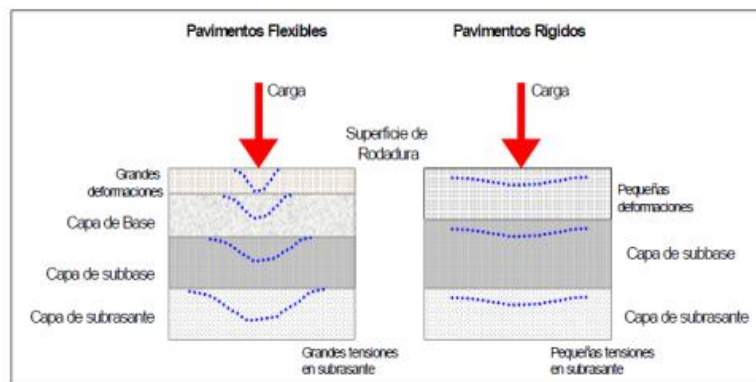 Pavimentos Flexibles
Pavimentos Rígidos
Carga
Carga
Superficie de
Rodadura
Grandes
deformaciones
Pequeñas
deformaciones
Capa de Base
Capa de subbase
Capa de subbase
Capa de subrasante
Capa de subrasante
Grandes tensiones
en subrasante
Pequeñas tensiones
en subrasante